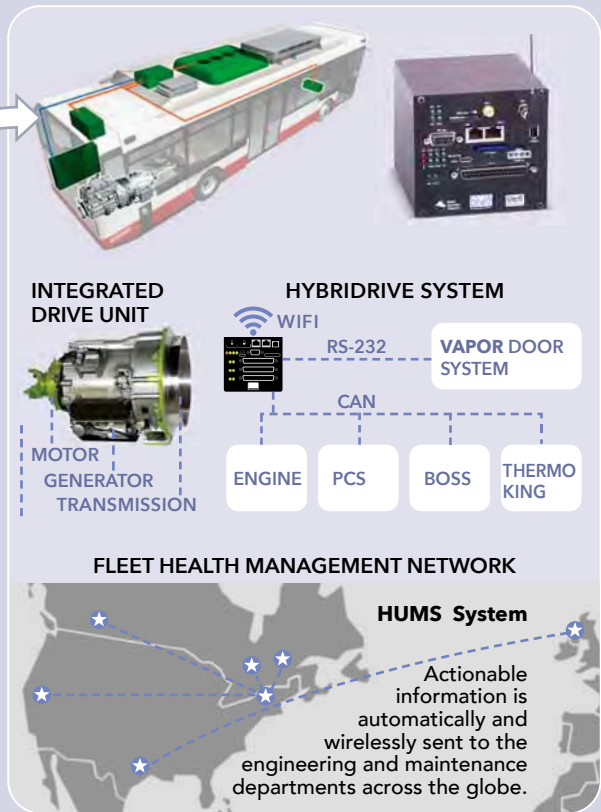 INTEGRATED
DRIVE UNIT
MOTOR
GENERATOR
TRANSMISSION
HYBRIDRIVE SYSTEM
WIFI
RS-232
VAPOR DOOR
SYSTEM
CAN
ENGINE
PCS
BOSS
THERMO
KING
FLEET HEALTH MANAGEMENT NETWORK
HUMS System
Actionable
information is
automatically and
wirelessly sent to the
engineering and maintenance
departments across the globe.